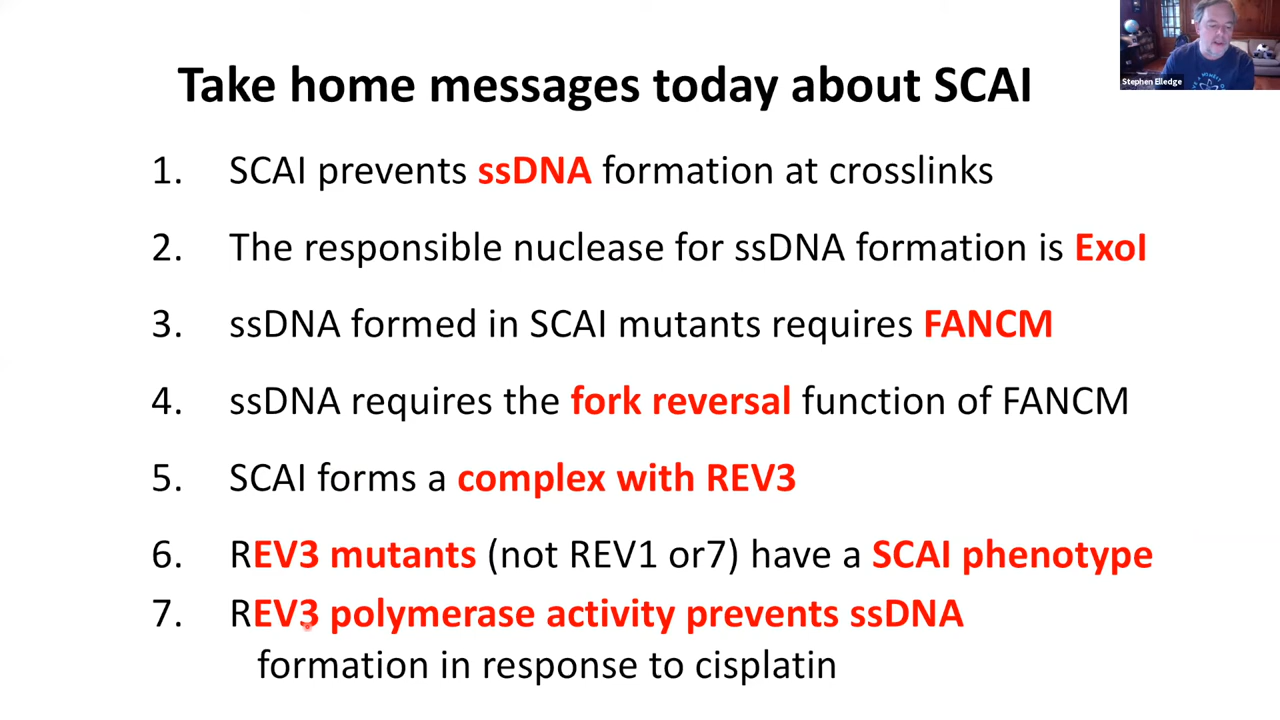 Take home messages today about SCAI
Stephen Elledge
1. SCAI prevents ssDNA formation at crosslinks
2. The responsible nuclease for ssDNA formation is ExoI
3. ssDNA formed in SCAI mutants requires FANCM
4. ssDNA requires the fork reversal function of FANCM
5. SCAI forms a complex with REV3
6. REV3 mutants (not REV1 or7) have a SCAI phenotype
7. REV3 polymerase activity prevents ssDNA
formation in response to cisplatin